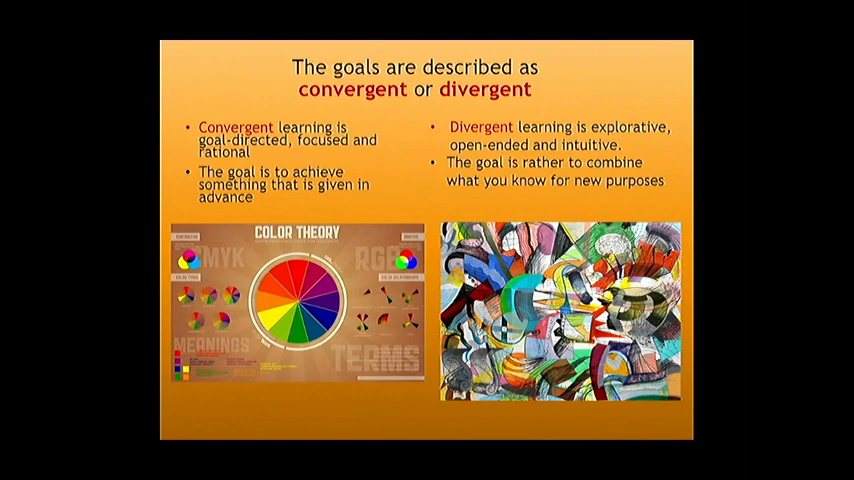 The goals are described as
convergent or divergent
• Convergent learning is
goal-directed, focused and
rational
• The goal is to achieve
something that is given in
advance
• Divergent learning is explorative,
open-ended and intuitive.
• The goal is rather to combine
what you know for new purposes
COLOR THEORY
CMYK
RGB
MEANINGS
TERMS